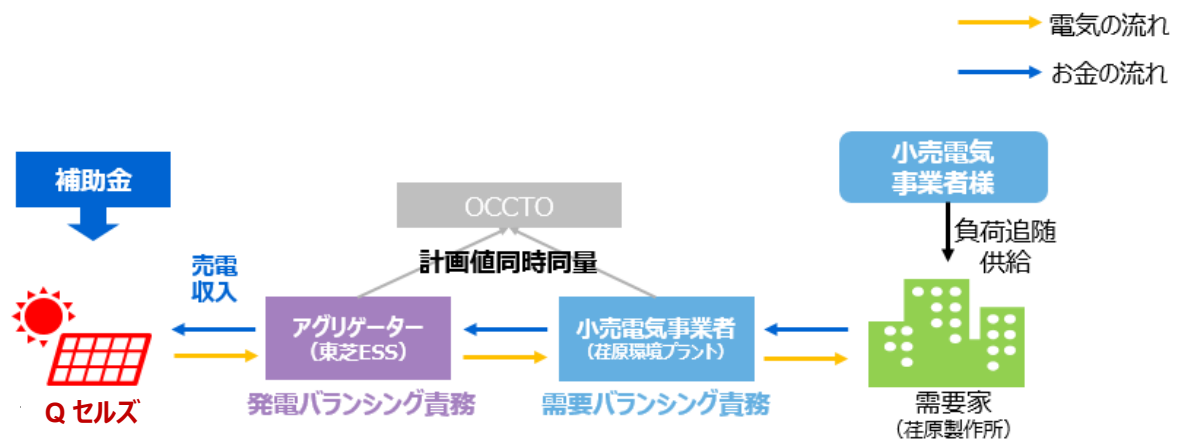 電気の流れ
お金の流れ
補助金
OCCTO
小売電気
事業者様
負荷追随
供給
計画値同時同量
売電
収入
アグリゲーター
(東芝ESS)
小売電気事業者
(荏原環境プラント)
Q セルズ
発電バランシング責務
需要バランシング責務
需要家
(荏原製作所)